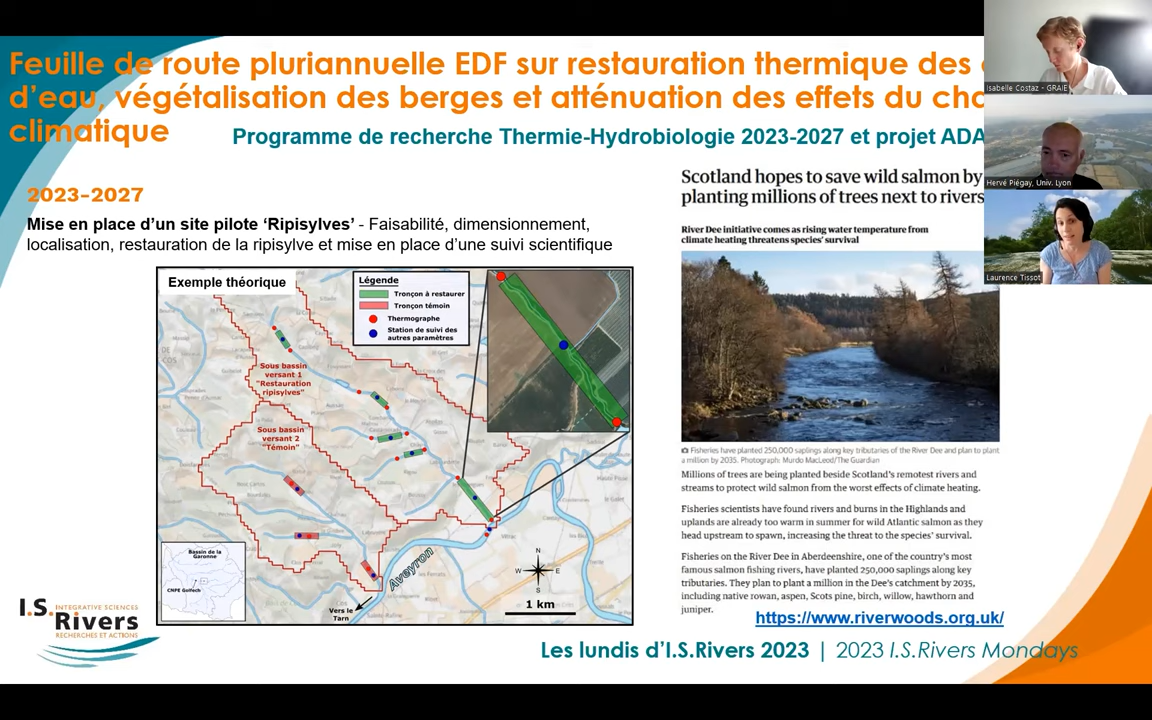 Feuille de route pluriannuelle EDF sur restauration thermique des
d'eau, végétalisation des berges et atténuation des effets du
climatique
Programme de recherche Thermie-Hydrobiologie 2023-2027 et projet
2023-2027
Mise en place d'un site pilote 'Ripisylves' - Faisabilité, dimensionnement,
localisation, restauration de la ripisylve et mise en place d'une suivi scientifique
Exemple théorique
Légende
Tronçon à restaurer
Tronçon témoin
Thermographe
Station de suivi des
autres paramètres
Sous bassin
versant 1
"Restauration
ripisylves"
Sous bassin
versant 2
"Témoin"
Bassin de la
Garonne
CNPE Golfech
Aveyron
Vers le
Tarn
N
W
E
S
1 km
Scotland hopes to save wild salmon by
planting millions of trees next to rivers
River Dee initiative comes as rising water temperature from
climate heating threatens species' survival
Fisheries have planted 250,000 saplings along key tributaries of the River Dee and plan to plant
a million by 2035. Photograph: Murdo MacLeod/The Guardian
Millions of trees are being planted beside Scotland's remotest rivers and
streams to protect wild salmon from the worst effects of climate heating.
Fisheries scientists have found rivers and burns in the Highlands and
uplands are already too warm in summer for wild Atlantic salmon as they
head upstream to spawn, increasing the threat to the species' survival.
Fisheries on the River Dee in Aberdeenshire, one of the country's most
famous salmon fishing rivers, have planted 250,000 saplings along key
tributaries. They plan to plant a million in the Dee's catchment by 2035,
including native rowan, aspen, Scots pine, birch, willow, hawthorn and
juniper.
https://www.riverwoods.org.uk/
Isabelle Costaz - GRAIE
Hervé Piégay, Univ. Lyon
Laurence Tissot
I.S.
INTEGRATIVE SCIENCES
Rivers
RECHERCHES ET ACTIONS
Les lundis d'I.S.Rivers 2023 | 2023 I.S.Rivers Mondays